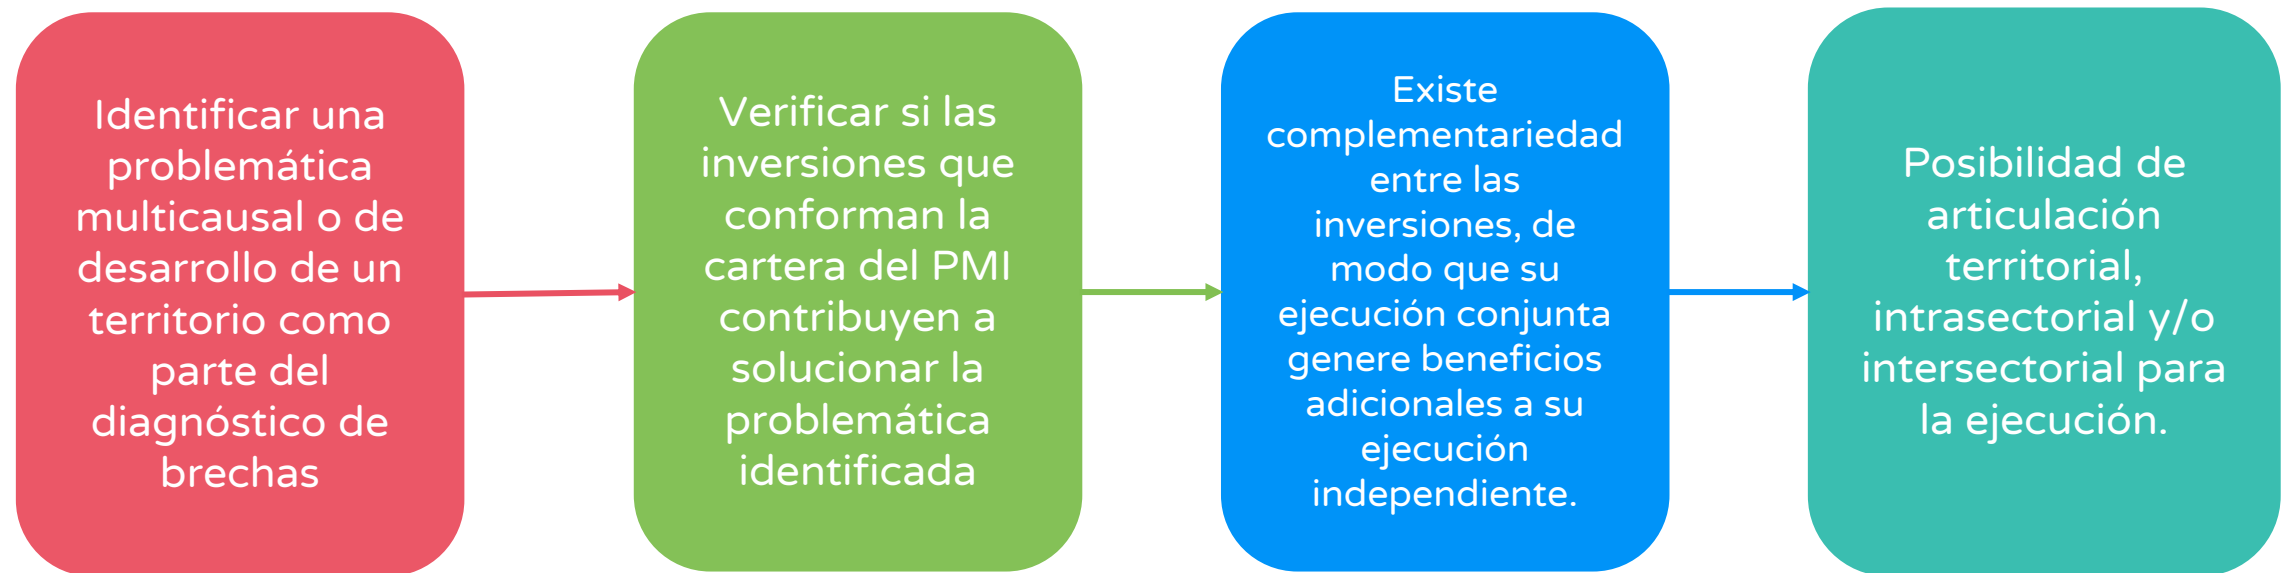 Identificar una
problemática
multicausal o de
desarrollo de un
territorio como
parte del
diagnóstico de
brechas
Verificar si las
inversiones que
conforman la
cartera del PMI
contribuyen a
solucionar la
problemática
identificada
Existe
complementariedad
entre las
inversiones, de
modo que su
ejecución conjunta
genere beneficios
adicionales a su
ejecución
independiente.
Posibilidad de
articulación
territorial,
intrasectorial y/o
intersectorial para
la ejecución.